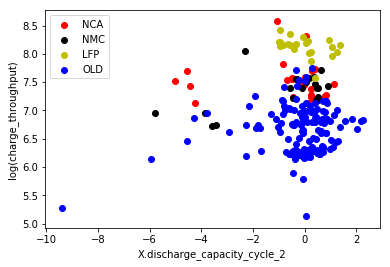 NCA
NMC
LFP
OLD
log(charge_throughput)
8.5
8.0
7.5
7.0
6.5
6.0
5.5
5.0
−10 −8 −6 −4 −2 0 2
X.discharge_capacity_cycle_2